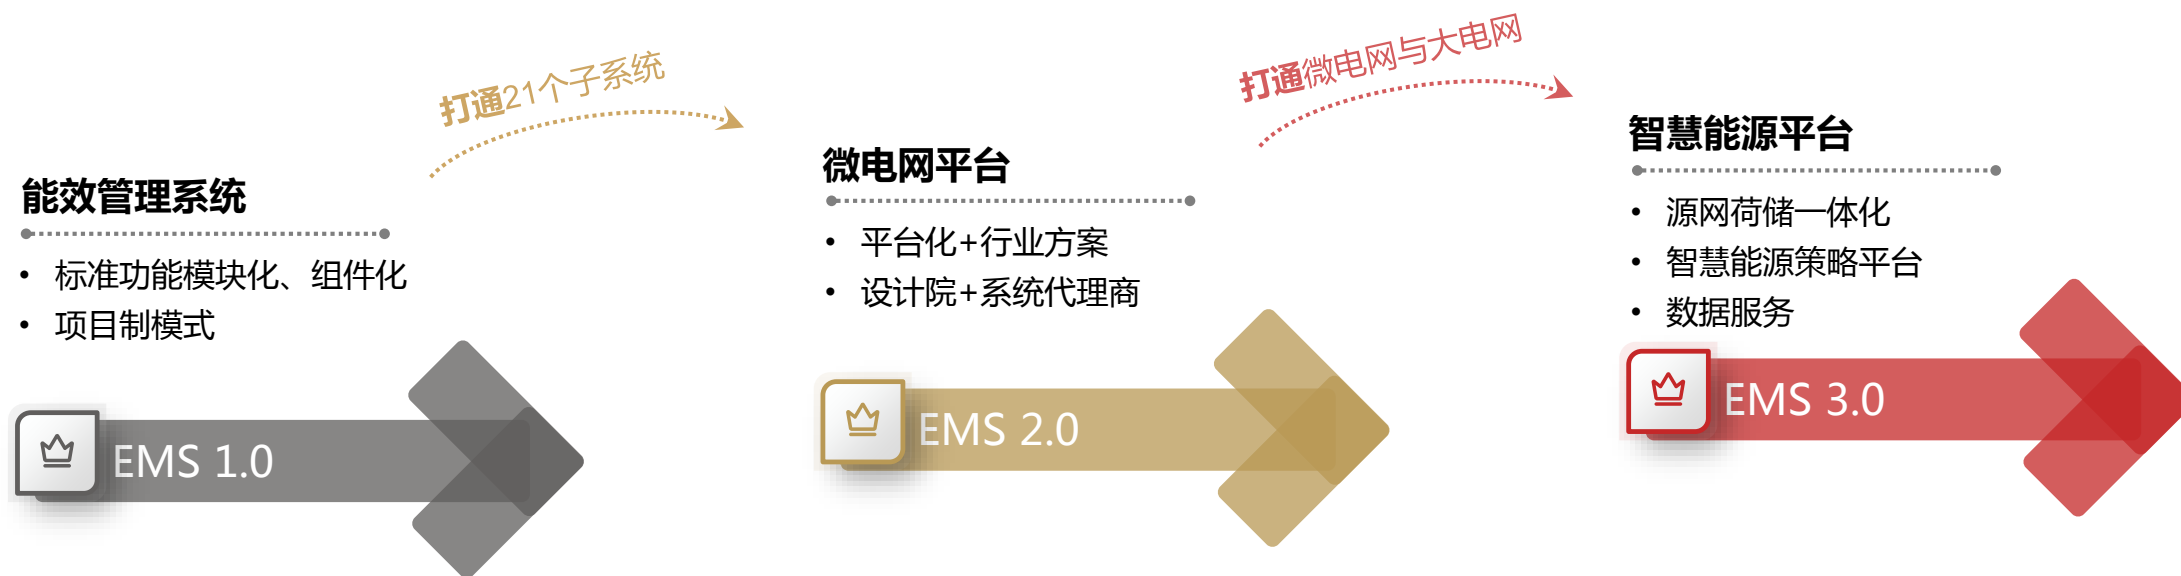 能效管理系统
• 标准功能模块化、组件化
• 项目制模式
EMS 1.0
打通21个子系统
微电网平台
• 平台化+行业方案
• 设计院+系统代理商
EMS 2.0
打通微电网与大电网
智慧能源平台
• 源网荷储一体化
• 智慧能源策略平台
• 数据服务
EMS 3.0